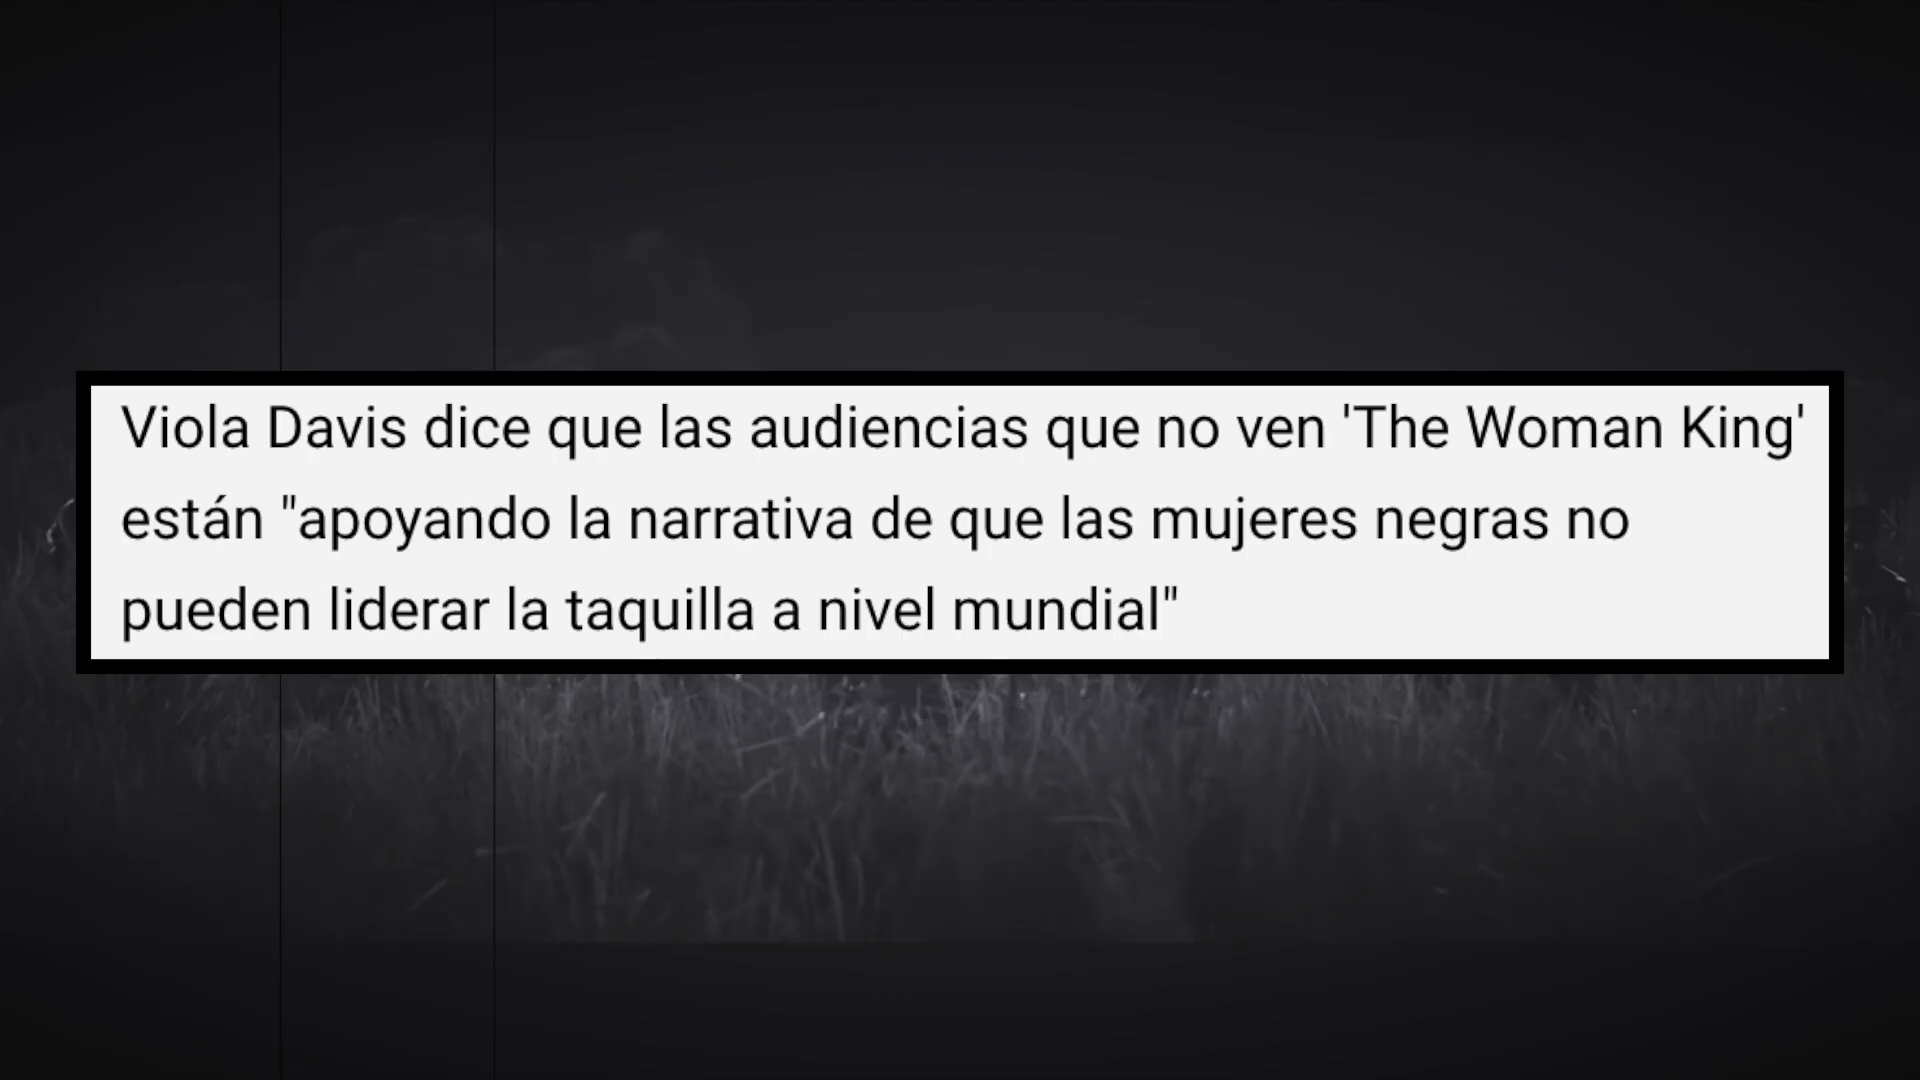 Viola Davis dice que las audiencias que no ven 'The Woman King'
están "apoyando la narrativa de que las mujeres negras no
pueden liderar la taquilla a nivel mundial"